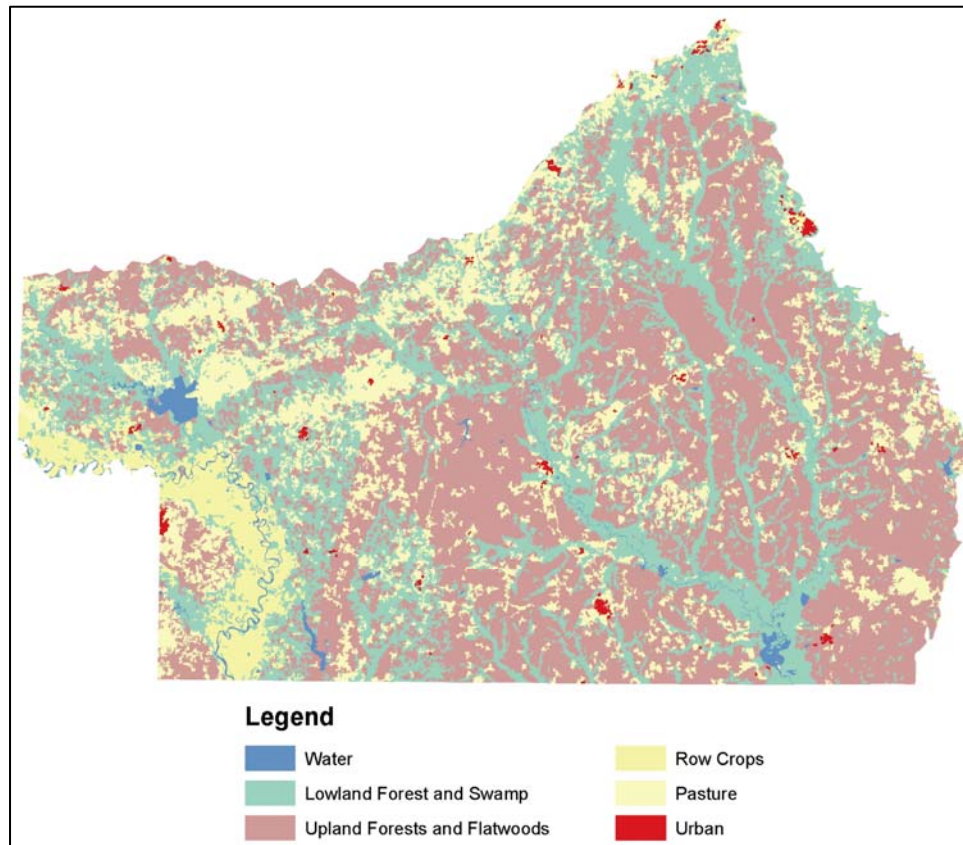 Legend
Water
Lowland Forest and Swamp
Upland Forests and Flatwoods
Row Crops
Pasture
Urban